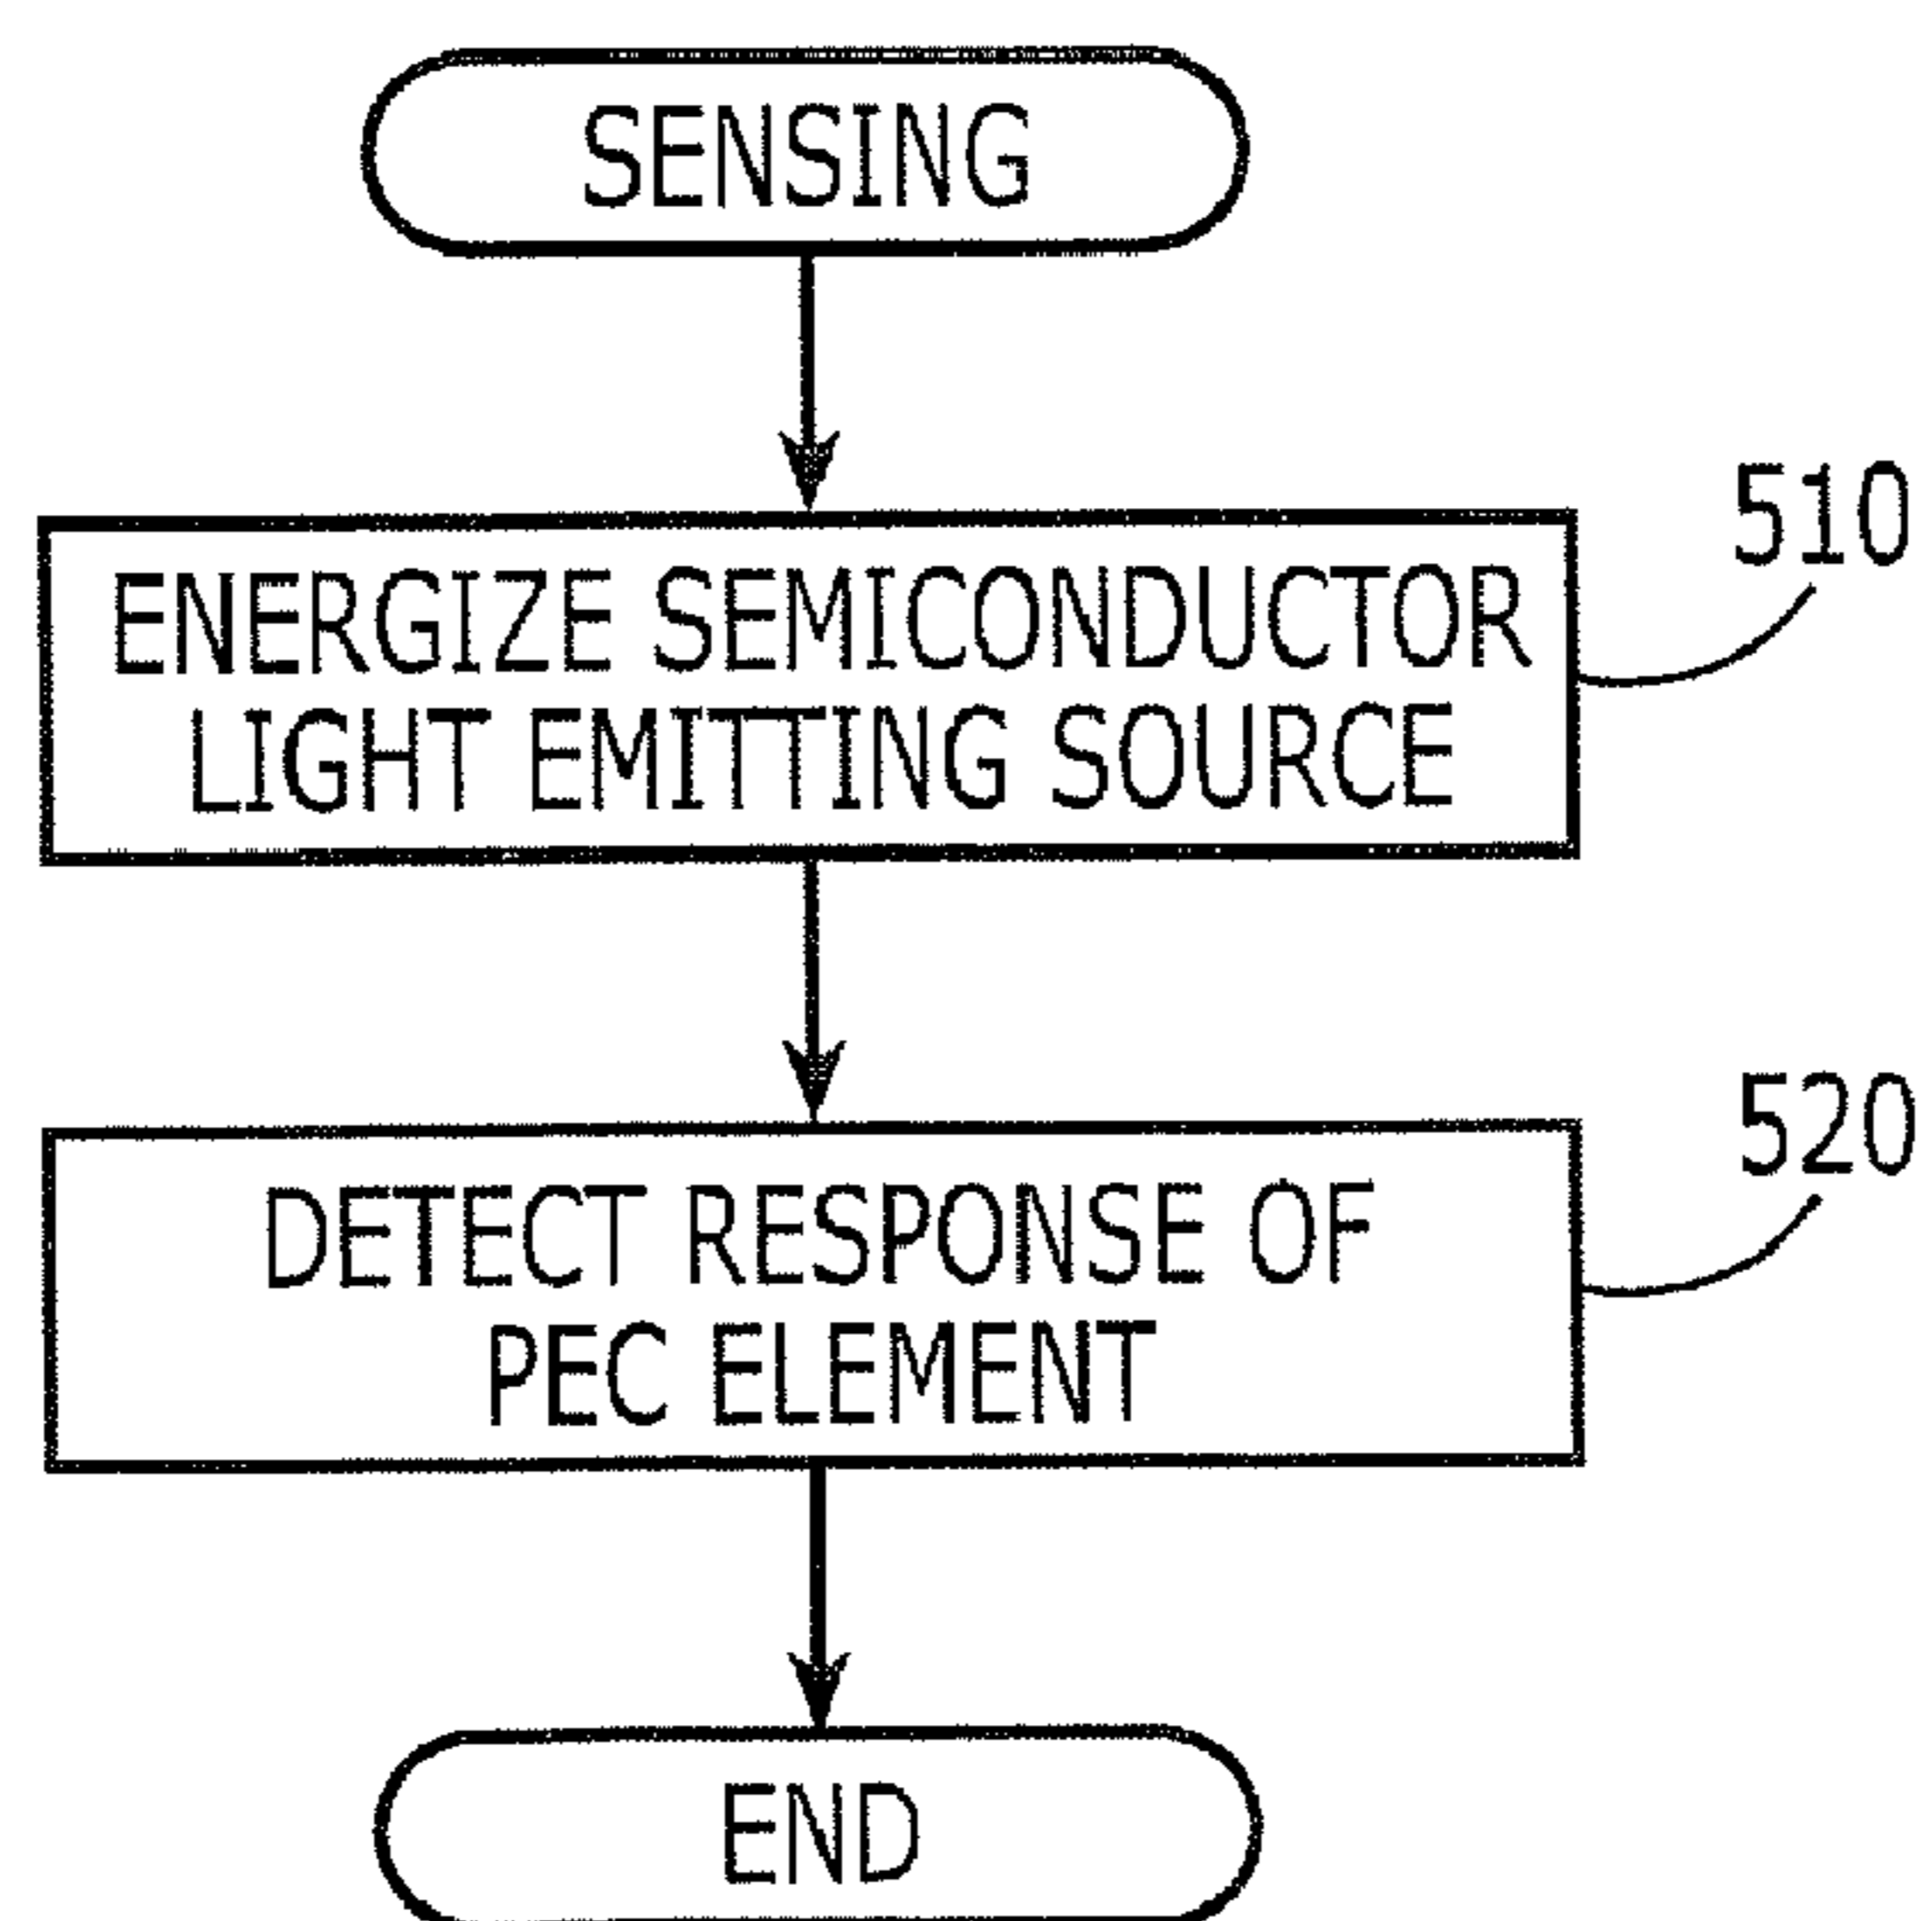 SENSING
510
ENERGIZE SEMICONDUCTOR
LIGHT EMITTING SOURCE
520
DETECT RESPONSE OF
PEC ELEMENT
END